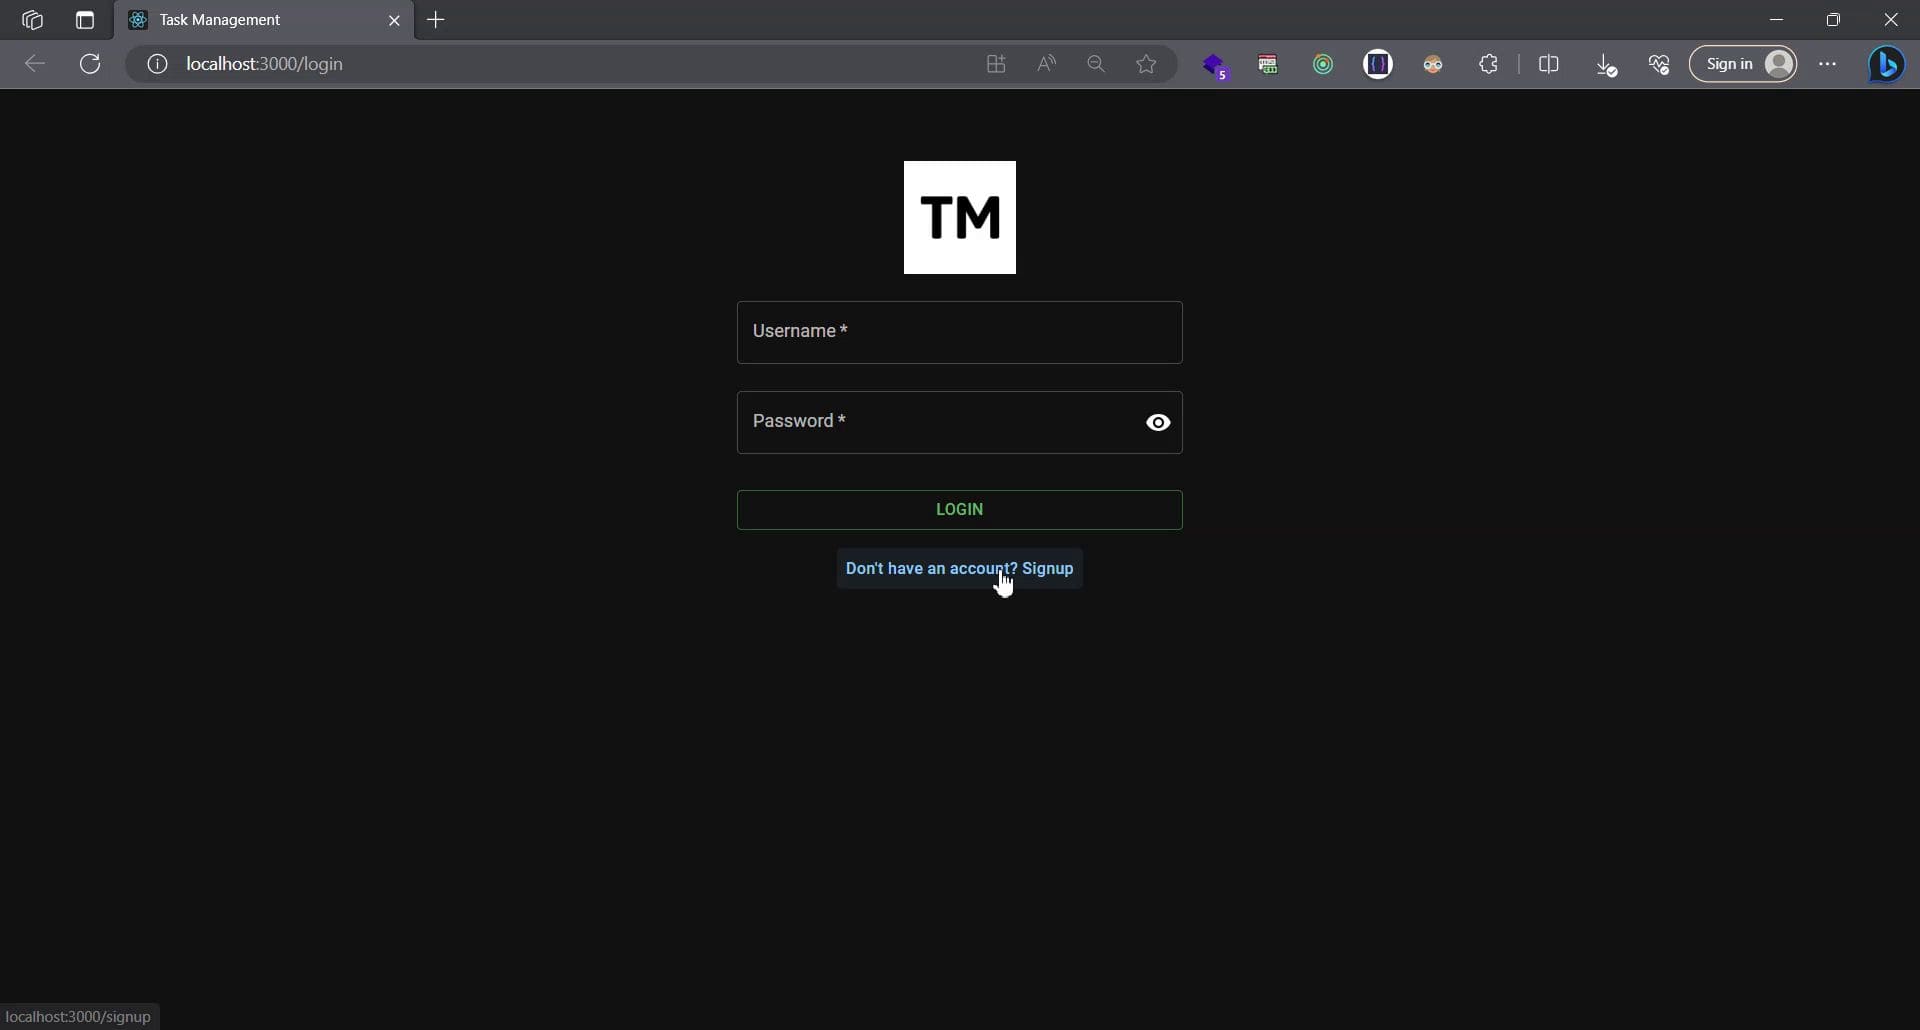 Task Management
localhost:3000/login
5
Sign in
TM
Username *
Password *
LOGIN
Don't have an account? Signup
localhost:3000/signup